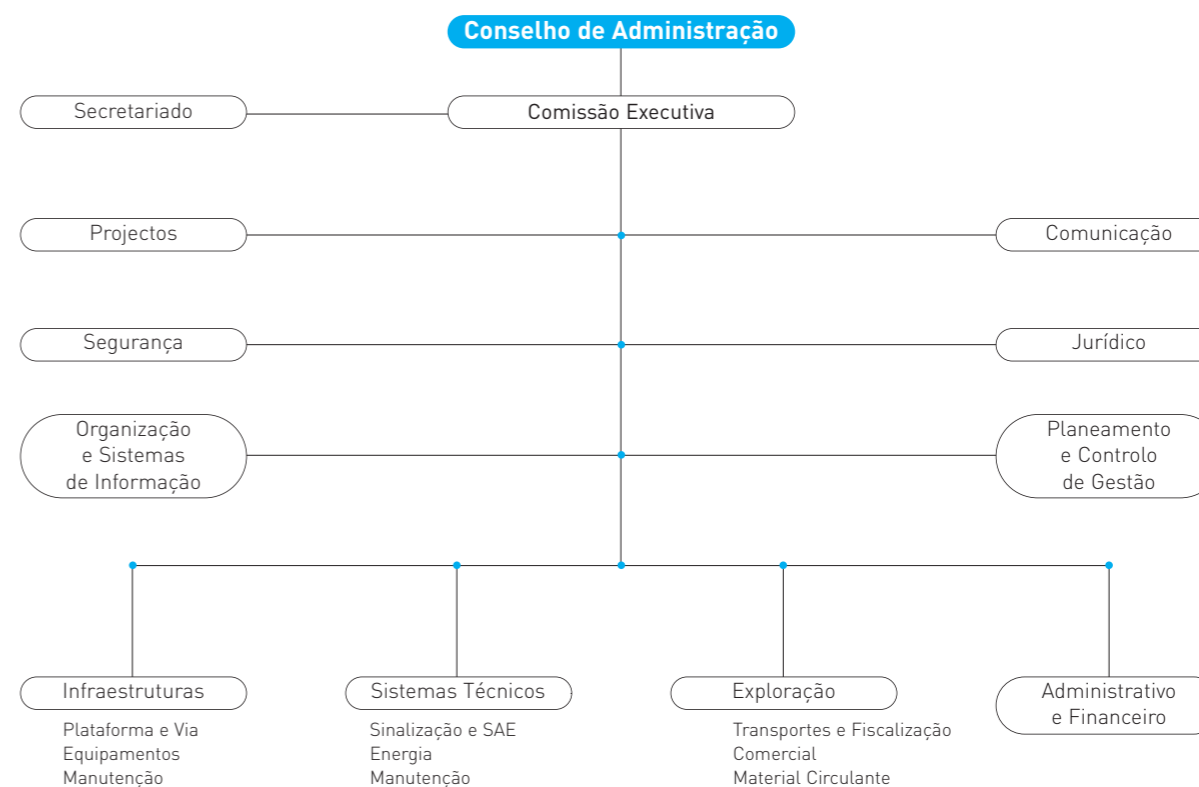 Conselho de Administração
Secretariado
Comissão Executiva
Projectos
Comunicação
Segurança
Jurídico
Organização
e Sistemas
de Informação
Planeamento
e Controlo
de Gestão
Infraestruturas
Plataforma e Via
Equipamentos
Manutenção
Sistemas Técnicos
Sinalização e SAE
Energia
Manutenção
Exploração
Transportes e Fiscalização
Comercial
Material Circulante
Administrativo
e Financeiro